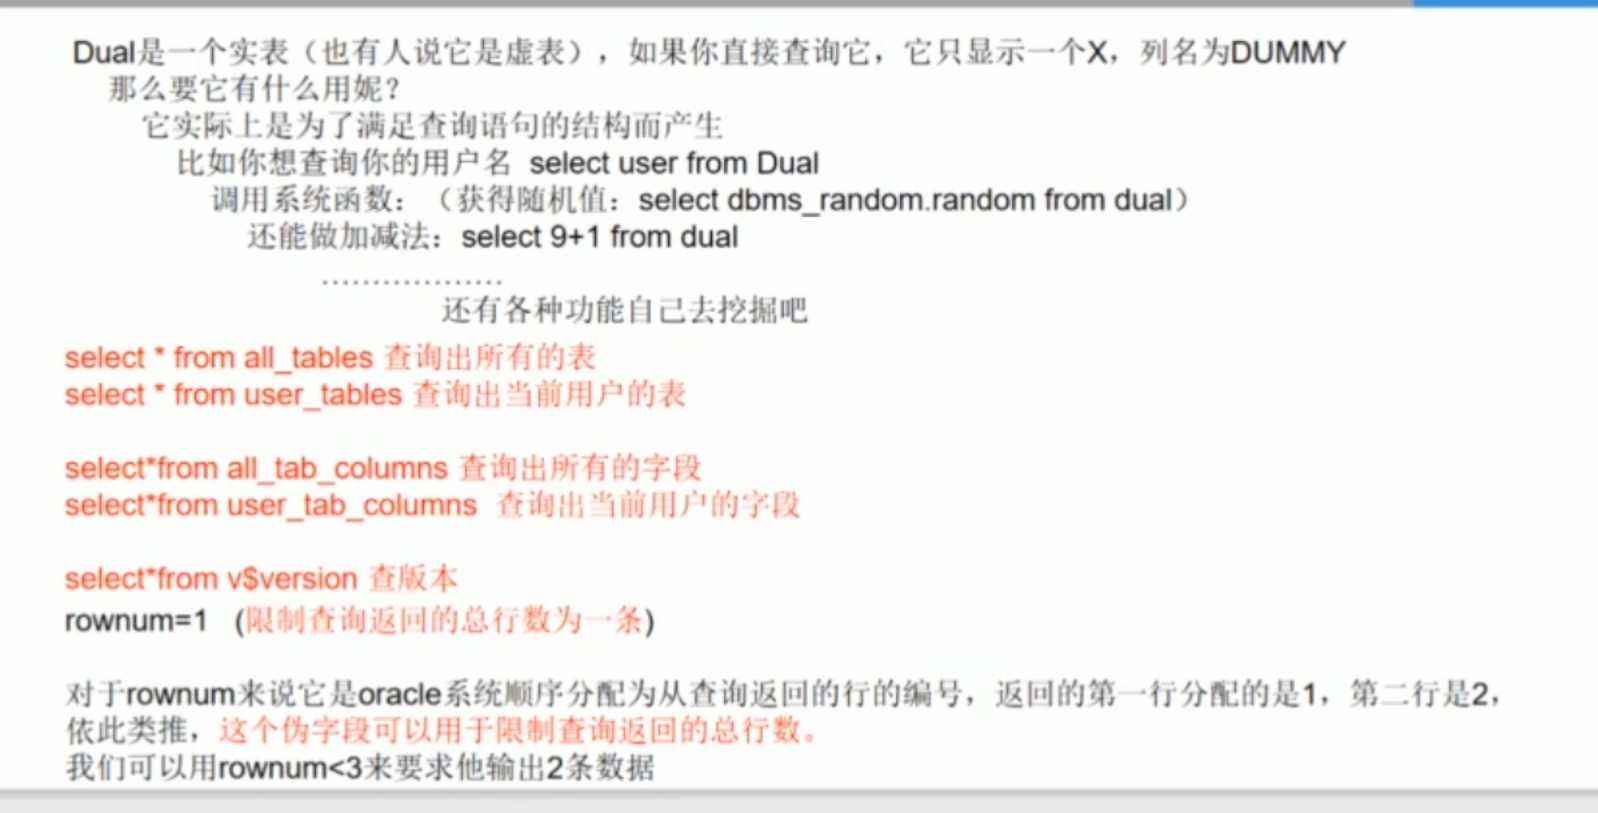 Dual是一个实表（也有人说它是虚表），如果你直接查询它，它只显示一个X，列名为DUMMY
那么要它有什么用妮？
它实际上是为了满足查询语句的结构而产生
比如你想查询你的用户名 select user from Dual
调用系统函数：（获得随机值：select dbms_random.random from dual）
还能做加减法：select 9+1 from dual
..................
还有各种功能自己去挖掘吧
select * from all_tables 查询出所有的表
select * from user_tables 查询出当前用户的表
select*from all_tab_columns 查询出所有的字段
select*from user_tab_columns 查询出当前用户的字段
select*from v$version 查版本
rownum=1 (限制查询返回的总行数为一条)
对于rownum来说它是oracle系统顺序分配为从查询返回的行的编号，返回的第一行分配的是1，第二行是2，
依此类推，这个伪字段可以用于限制查询返回的总行数。
我们可以用rownum<3来要求他输出2条数据